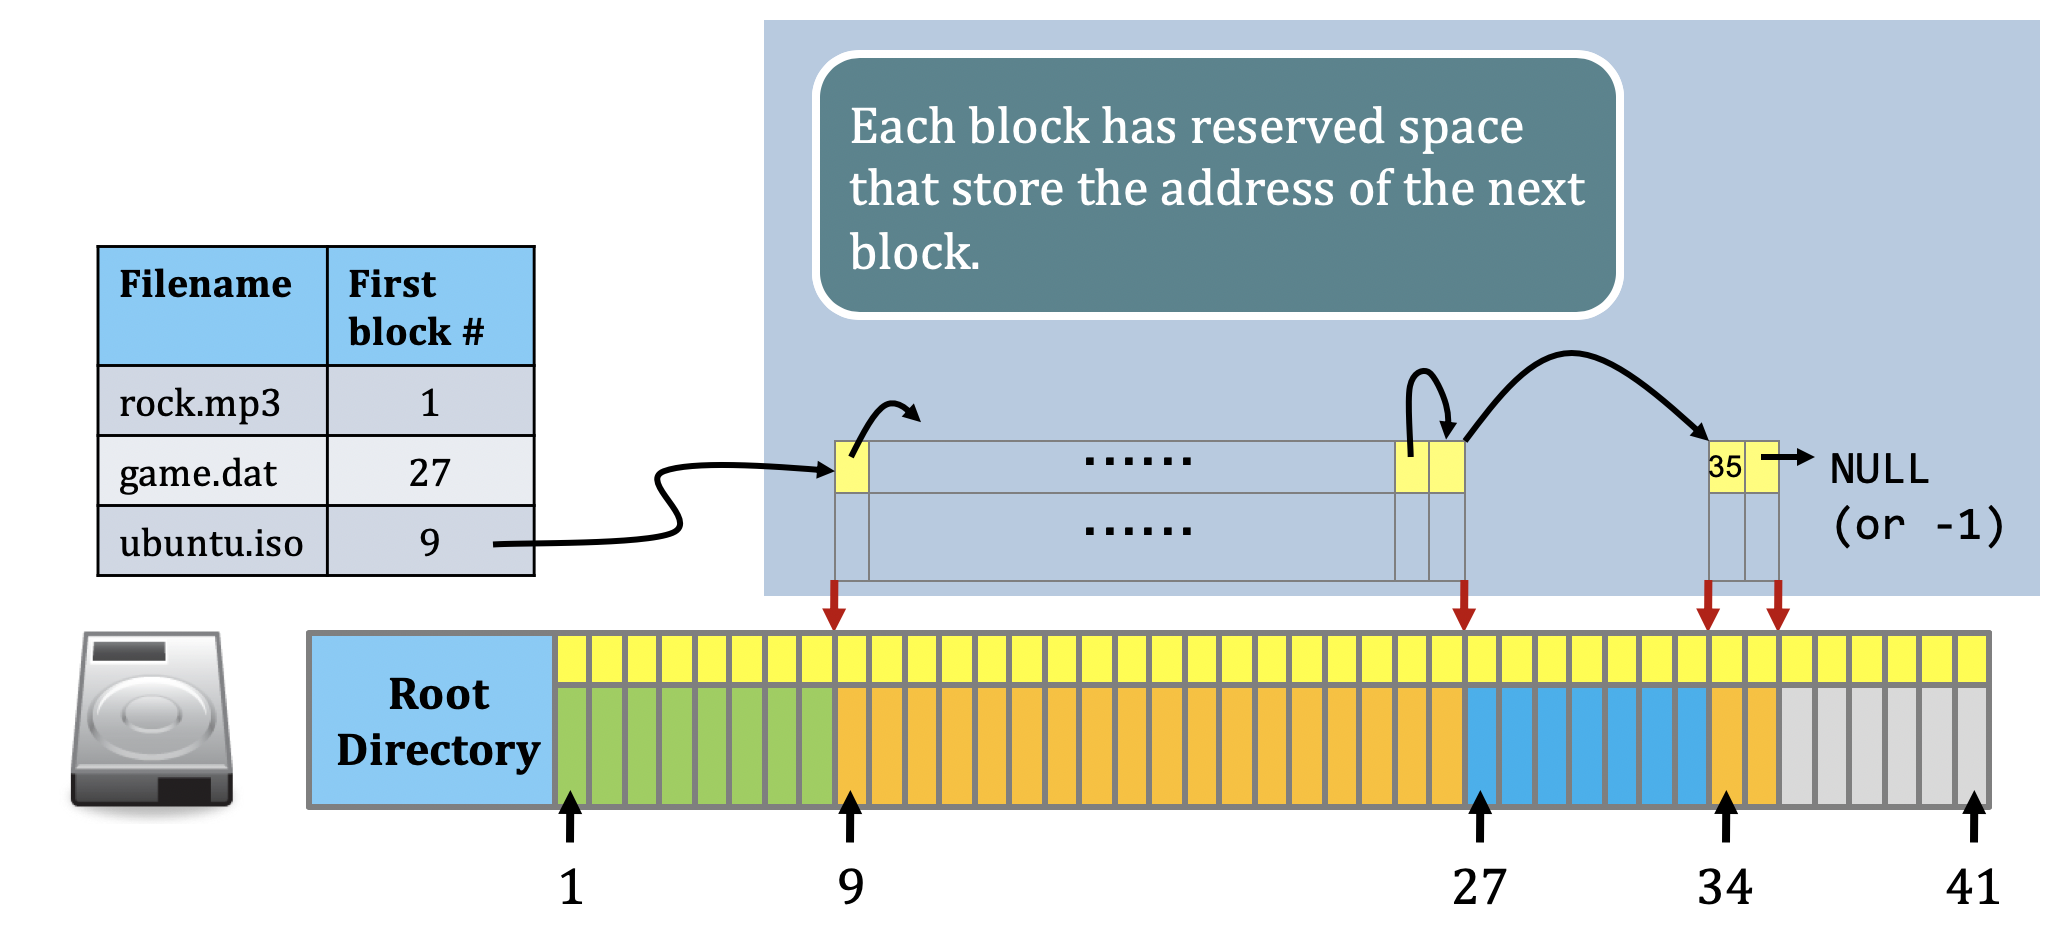 Each block has reserved space
that store the address of the next
block.
Filename First
block #
rock.mp3 1
game.dat 27
ubuntu.iso 9
......
......
35
NULL
(or -1)
Root
Directory
1 9 27 34 41